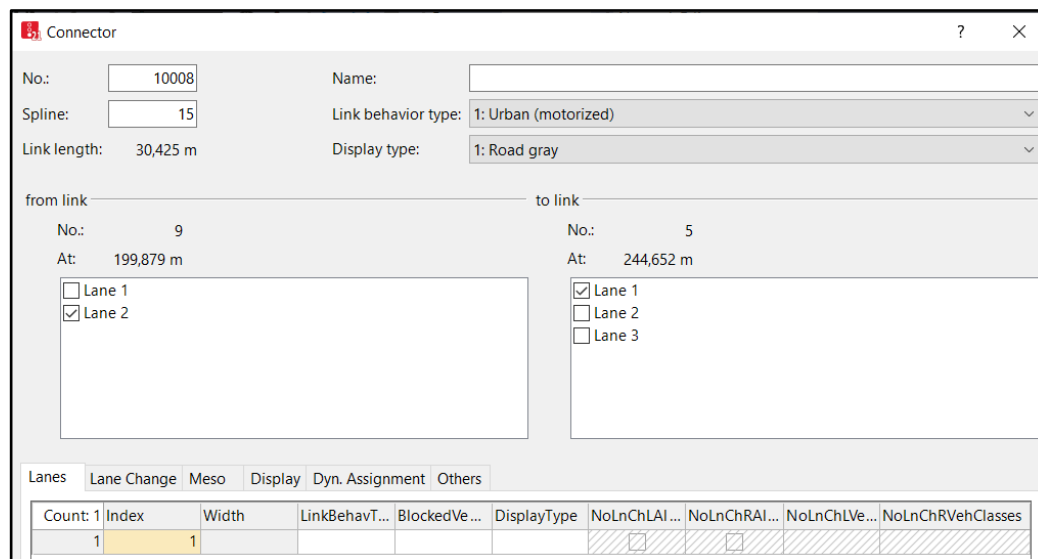 Connector ?
No.: 10008 Name:
Spline: 15 Link behavior type: 1: Urban (motorized)
Link length: 30,425 m Display type: 1: Road gray
from link to link
No.: 9 No.: 5
At: 199,879 m At: 244,652 m
Lane 1 Lane 1
Lane 2 Lane 2
Lane 3
Lanes Lane Change Meso Display Dyn. Assignment Others
Count: 1 Index Width LinkBehavT... BlockedVe... DisplayType NoLnChLAl... NoLnChRAl... NoLnChLVe... NoLnChRVehClasses
1 1